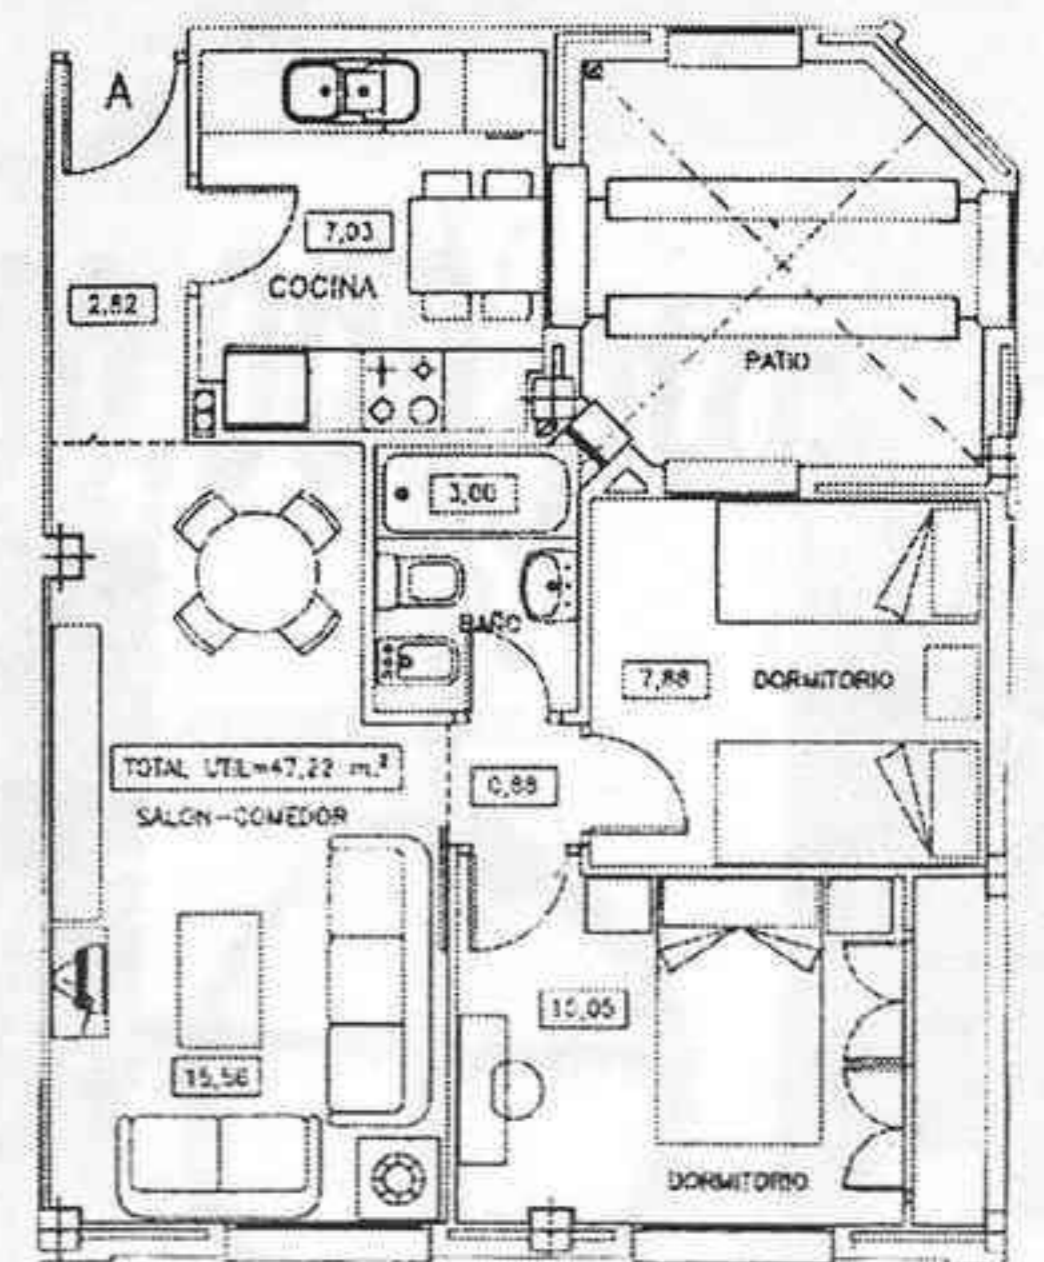 A
7,03
COCINA
2,82
PATIO
3,00
BAÑO
7,88
DORMITORIO
TOTAL UTIL=47,22 m.²
0,88
SALON-COMEDOR
10,05
15,56
DORMITORIO